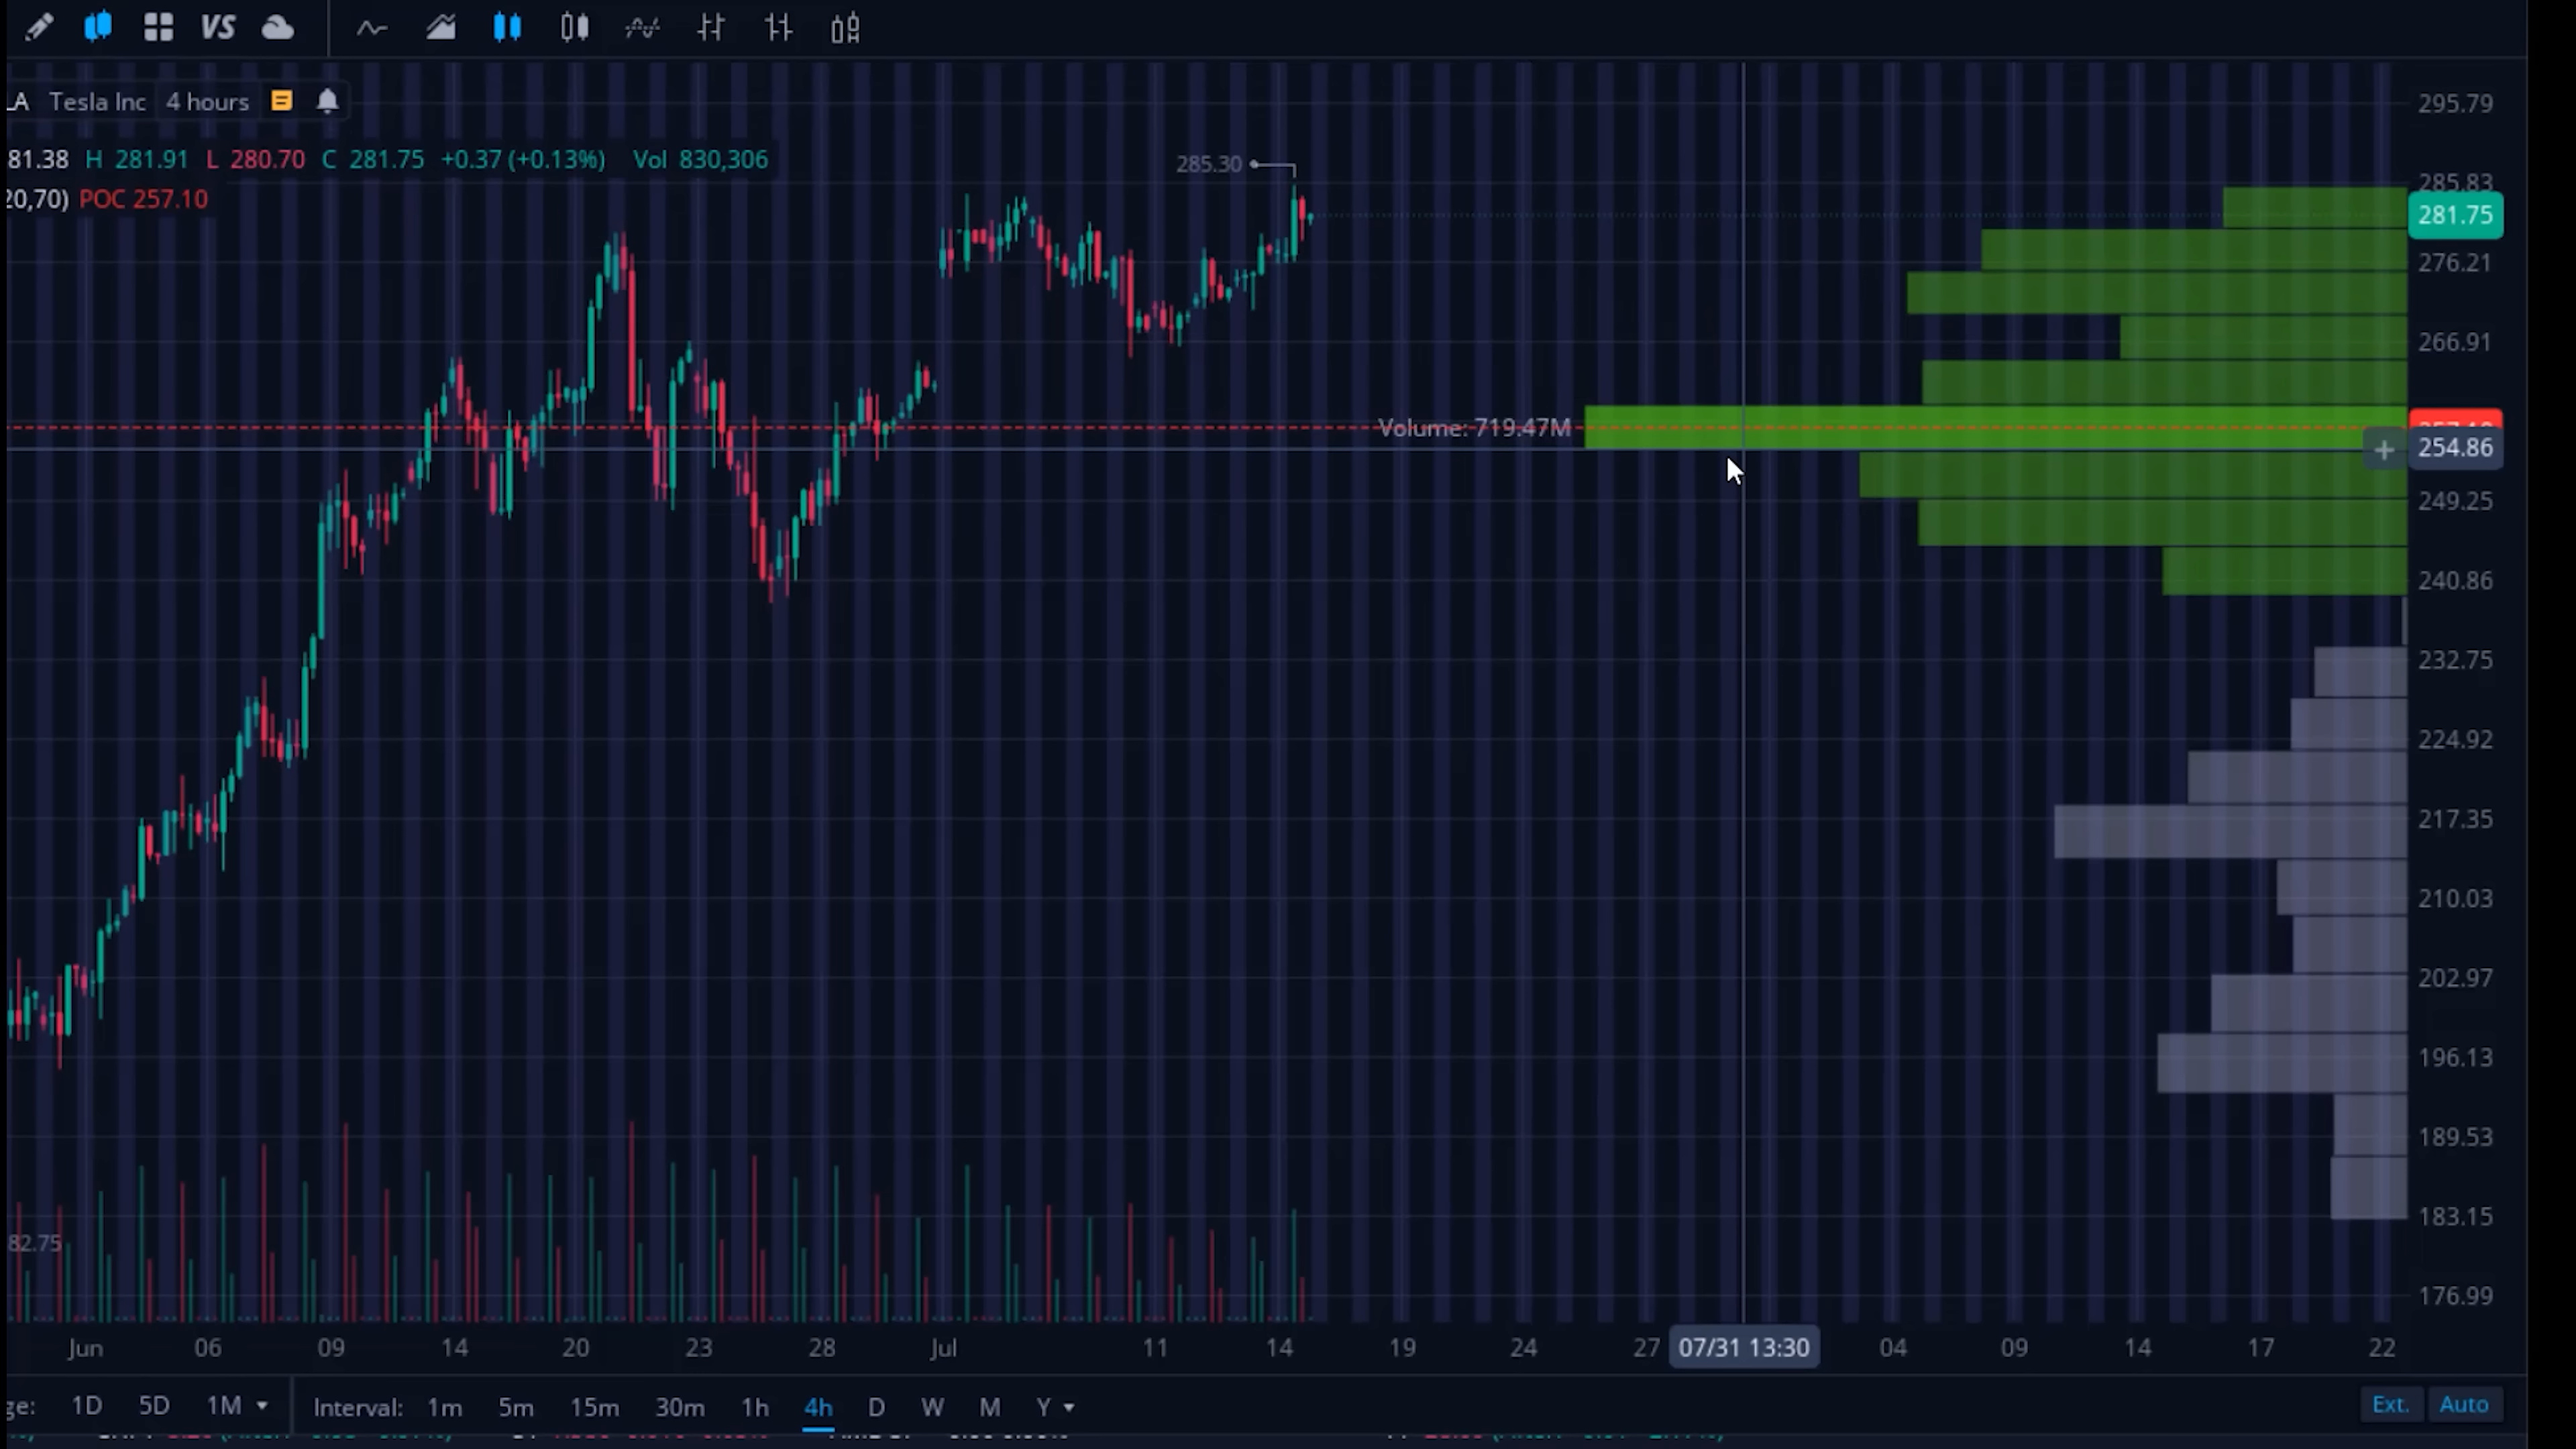 VS
LA Tesla Inc 4 hours
81.38 H 281.91 L 280.70 C 281.75 +0.37 (+0.13%) Vol 830,306
20,70) POC 257.10
285.30
Volume: 719.47M
82.75
295.79
285.83
281.75
276.21
266.91
254.86
249.25
240.86
232.75
224.92
217.35
210.03
202.97
196.13
189.53
183.15
176.99
Jun 06 09 14 20 23 28 Jul 11 14 19 24 27 07/31 13:30 04 09 14 17 22
ge: 1D 5D 1M Interval: 1m 5m 15m 30m 1h 4h D W M Y Ext. Auto